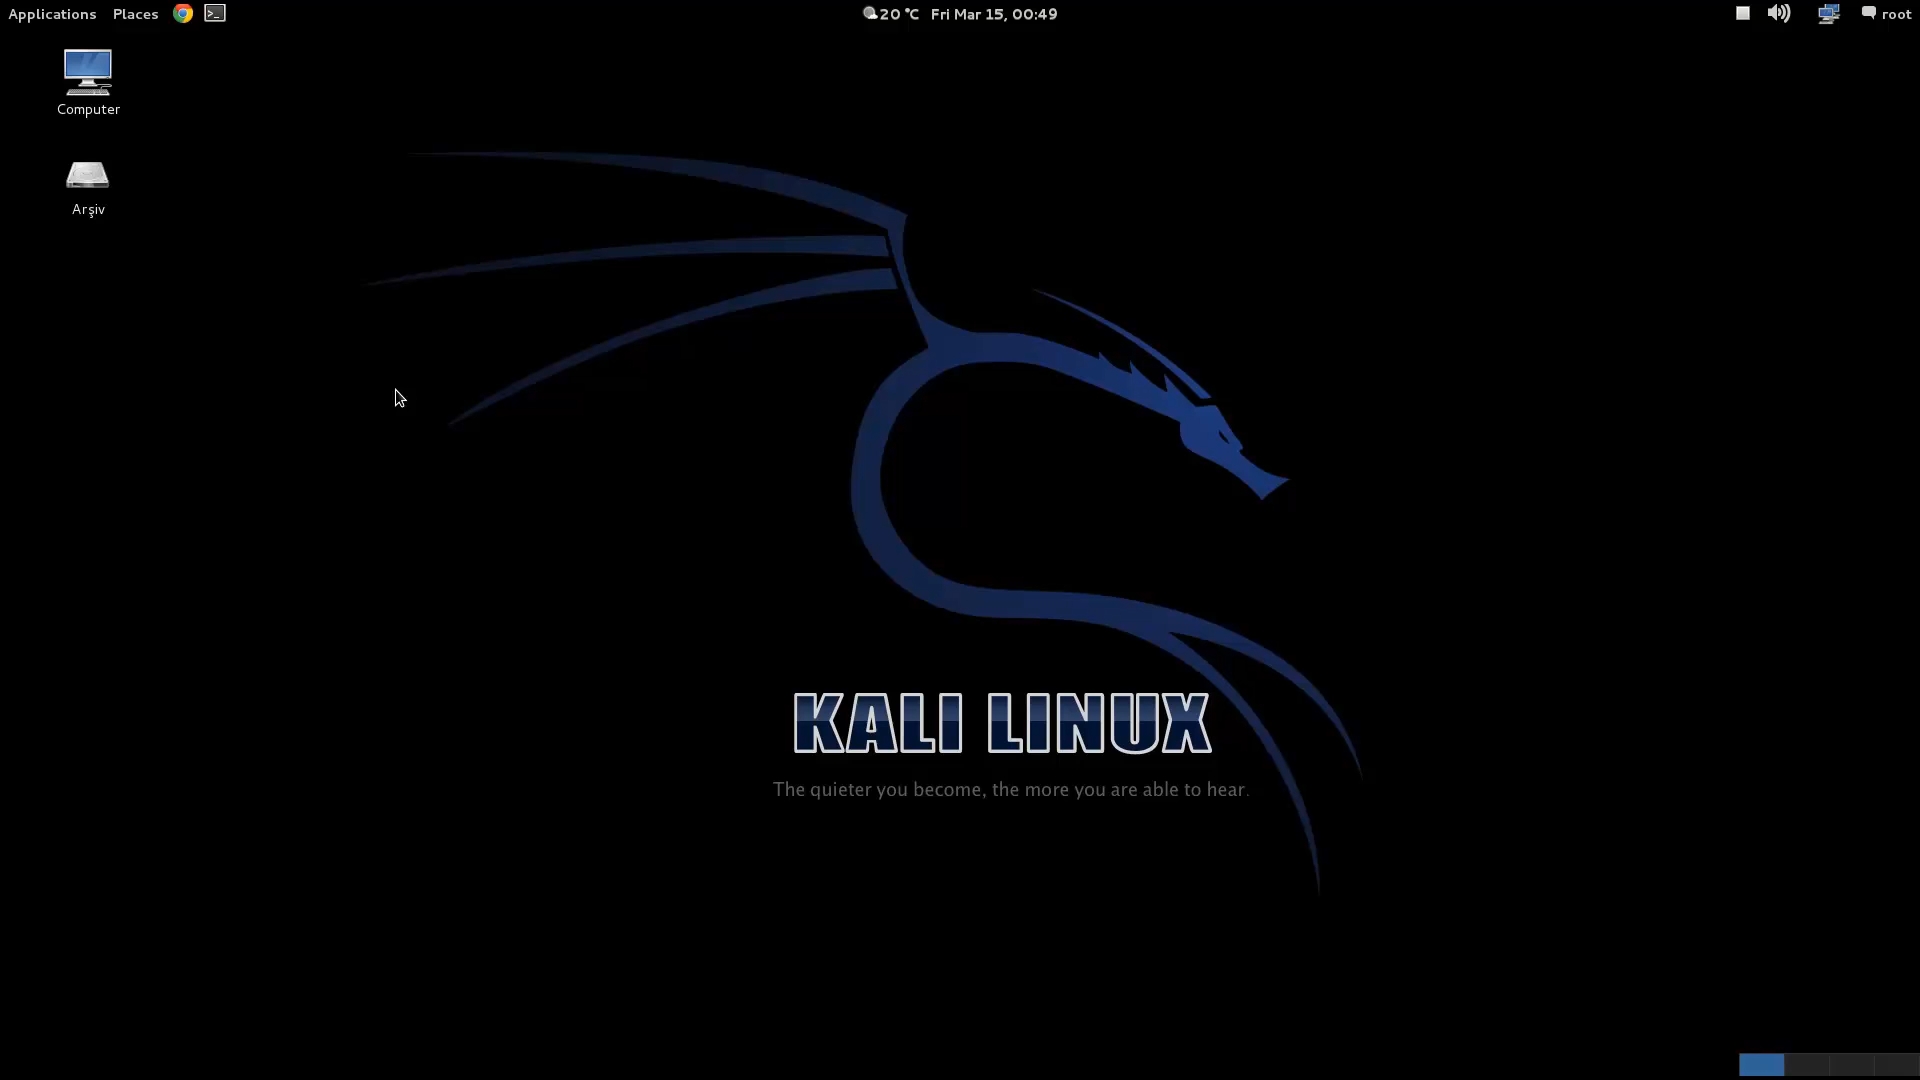 Applications Places 20 °C Fri Mar 15, 00:49 root
Computer
Arşiv
KALI LINUX
The quieter you become, the more you are able to hear.